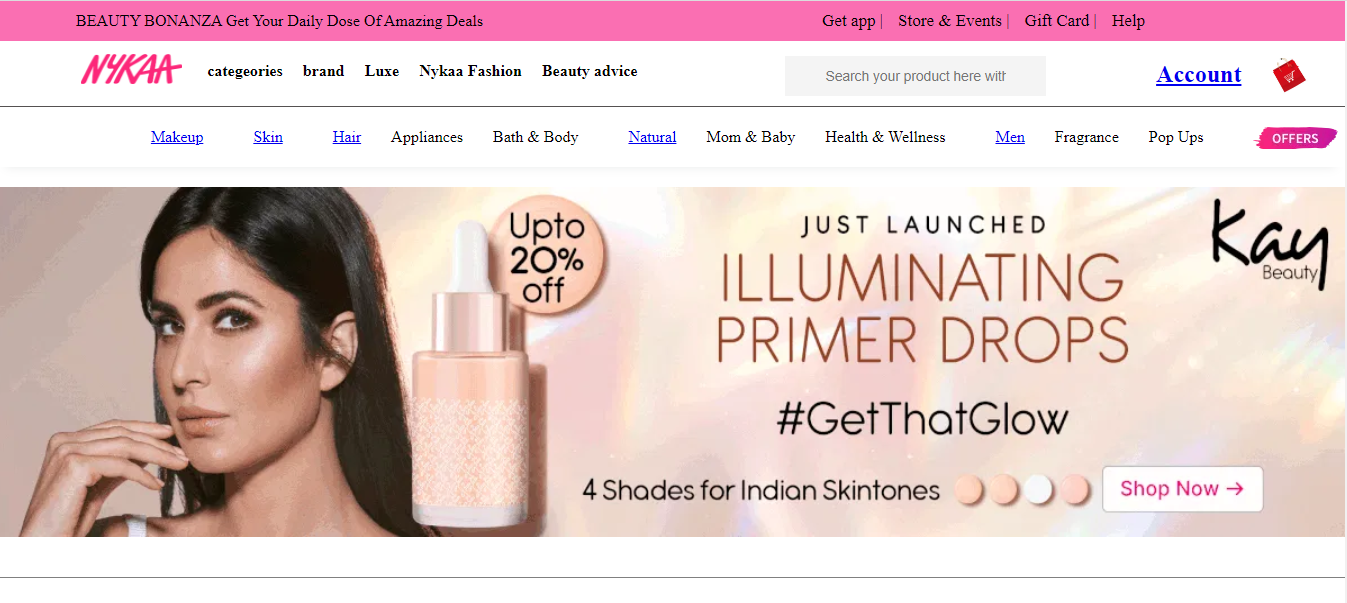 BEAUTY BONANZA Get Your Daily Dose Of Amazing Deals
Get app | Store & Events | Gift Card | Help
NYKAA categeories brand Luxe Nykaa Fashion Beauty advice
Search your product here with
Account
Makeup Skin Hair Appliances Bath & Body Natural Mom & Baby Health & Wellness Men Fragrance Pop Ups OFFERS
Upto
20%
off
JUST LAUNCHED
ILLUMINATING
PRIMER DROPS
#GetThatGlow
4 Shades for Indian Skintones
Shop Now →
Kay
Beauty